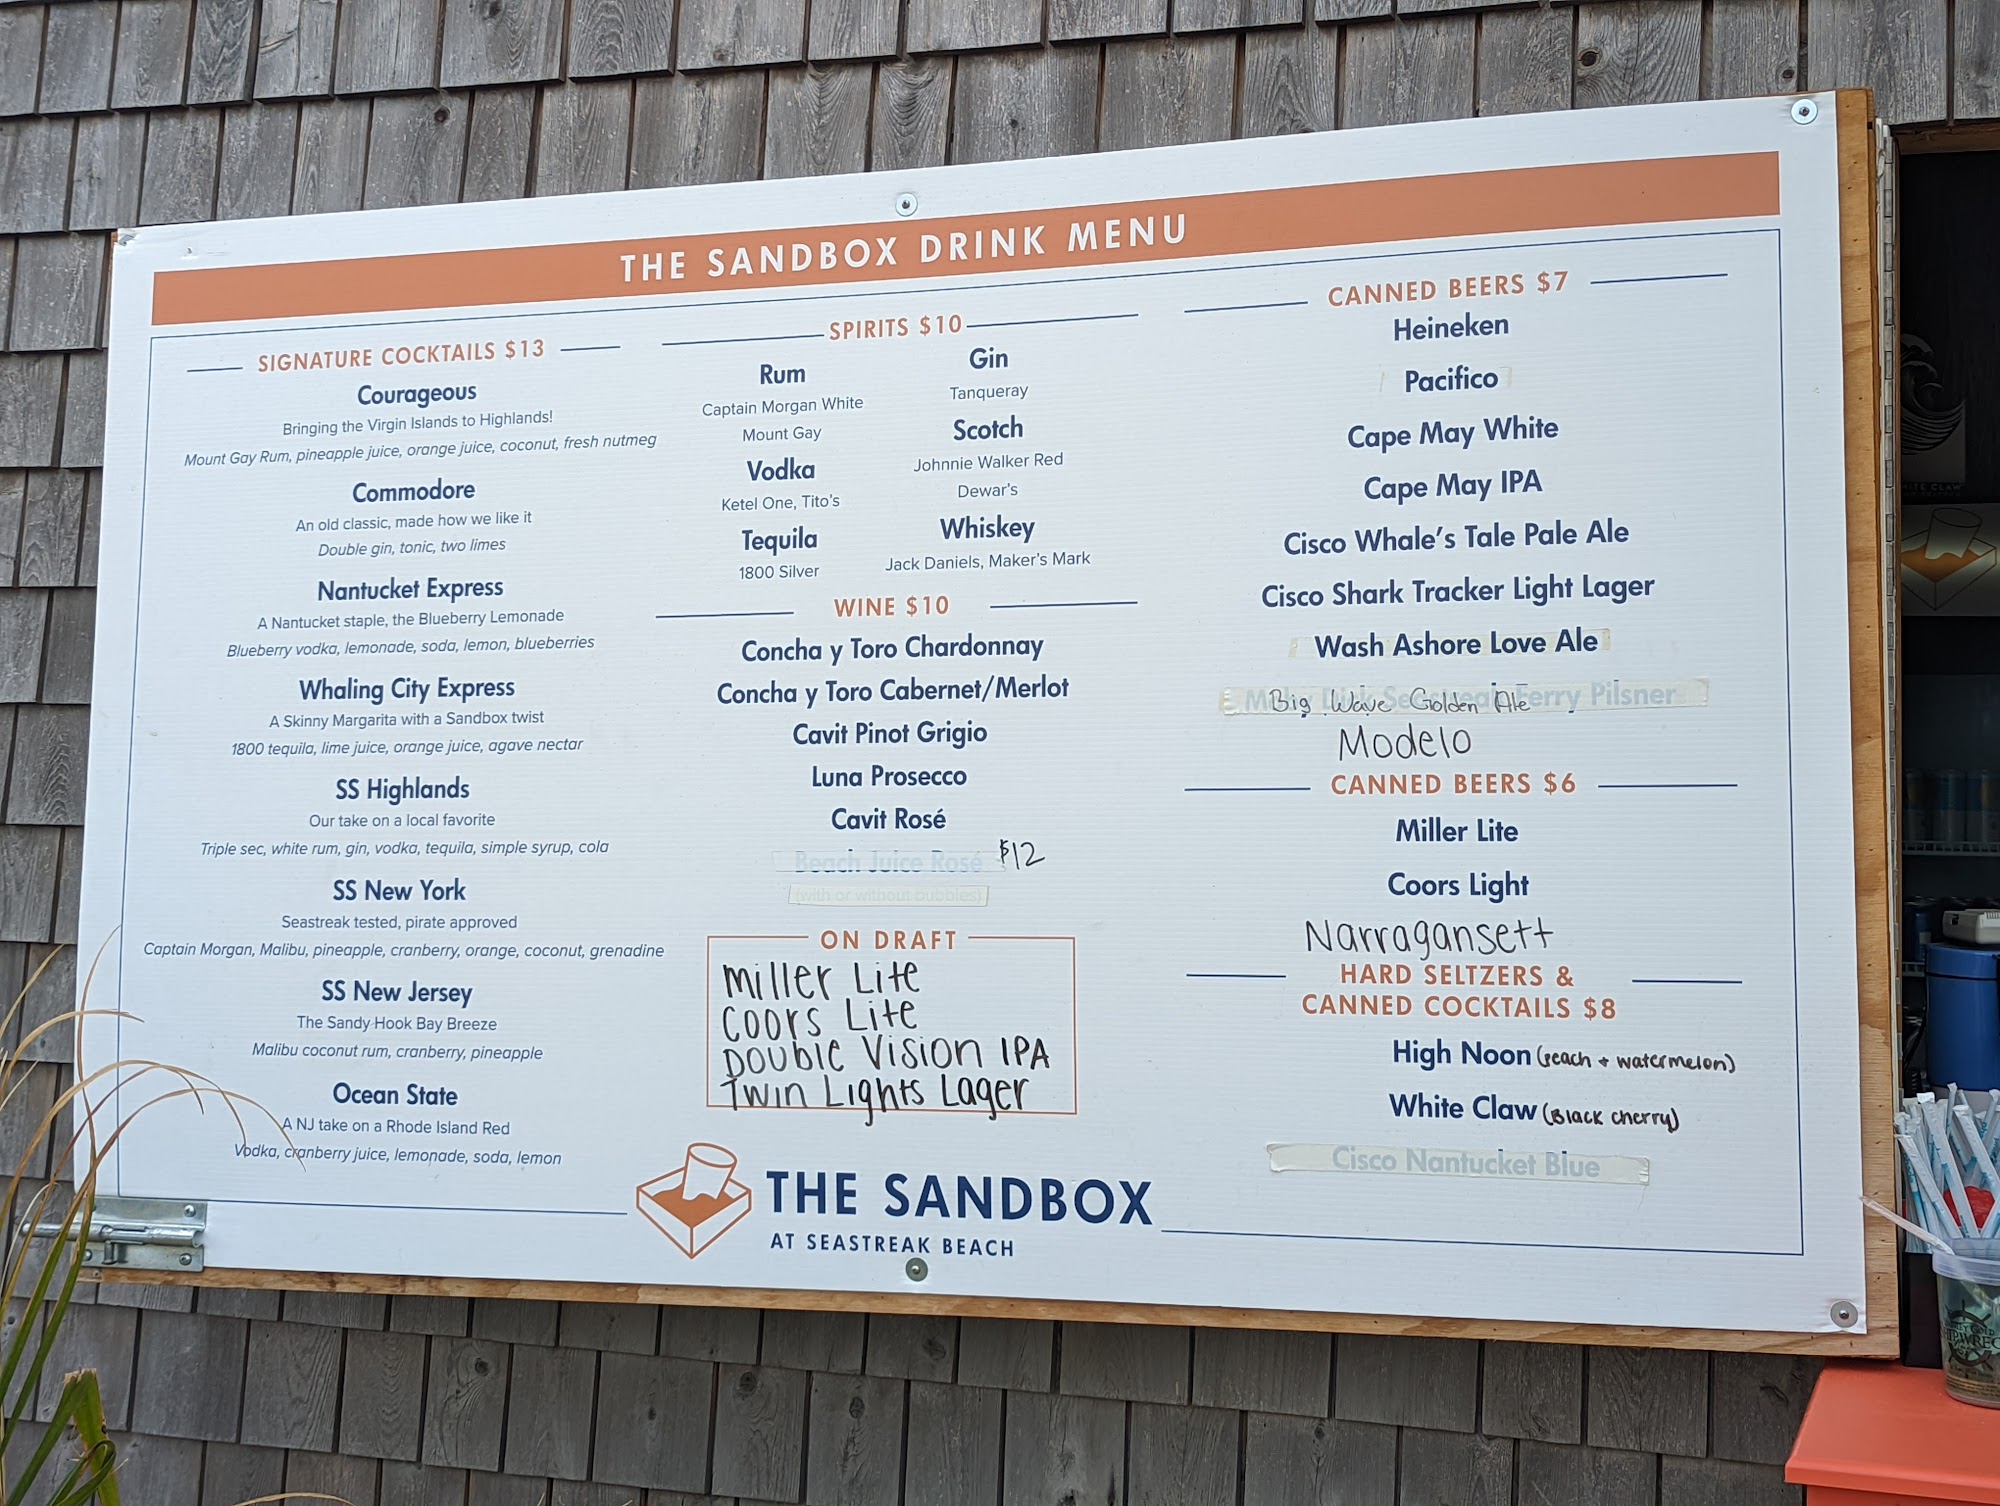 THE SANDBOX DRINK MENU
SIGNATURE COCKTAILS $13
Courageous
Bringing the Virgin Islands to Highlands!
Mount Gay Rum, pineapple juice, orange juice, coconut, fresh nutmeg
Commodore
An old classic, made how we like it
Double gin, tonic, two limes
Nantucket Express
A Nantucket staple, the Blueberry Lemonade
Blueberry vodka, lemonade, soda, lemon, blueberries
Whaling City Express
A Skinny Margarita with a Sandbox twist
1800 tequila, lime juice, orange juice, agave nectar
SS Highlands
Our take on a local favorite
Triple sec, white rum, gin, vodka, tequila, simple syrup, cola
SS New York
Seastreak tested, pirate approved
Captain Morgan, Malibu, pineapple, cranberry, orange, coconut, grenadine
SS New Jersey
The Sandy Hook Bay Breeze
Malibu coconut rum, cranberry, pineapple
Ocean State
A NJ take on a Rhode Island Red
Vodka, cranberry juice, lemonade, soda, lemon
SPIRITS $10
Rum
Captain Morgan White
Mount Gay
Vodka
Ketel One, Tito's
Tequila
1800 Silver
Gin
Tanqueray
Scotch
Johnnie Walker Red
Dewar's
Whiskey
Jack Daniels, Maker's Mark
WINE $10
Concha y Toro Chardonnay
Concha y Toro Cabernet/Merlot
Cavit Pinot Grigio
Luna Prosecco
Cavit Rosé
Beach Juice Rosé $12
(with or without bubbles)
ON DRAFT
Miller Lite
Coors Lite
Double Vision IPA
Twin Lights Lager
THE SANDBOX
AT SEASTREAK BEACH
CANNED BEERS $7
Heineken
Pacifico
Cape May White
Cape May IPA
Cisco Whale's Tale Pale Ale
Cisco Shark Tracker Light Lager
Wash Ashore Love Ale
Big Wave Golden Ale
Ferry Pilsner
Modelo
CANNED BEERS $6
Miller Lite
Coors Light
Narragansett
HARD SELTZERS &
CANNED COCKTAILS $8
High Noon (Peach + watermelon)
White Claw (Black cherry)
Cisco Nantucket Blue